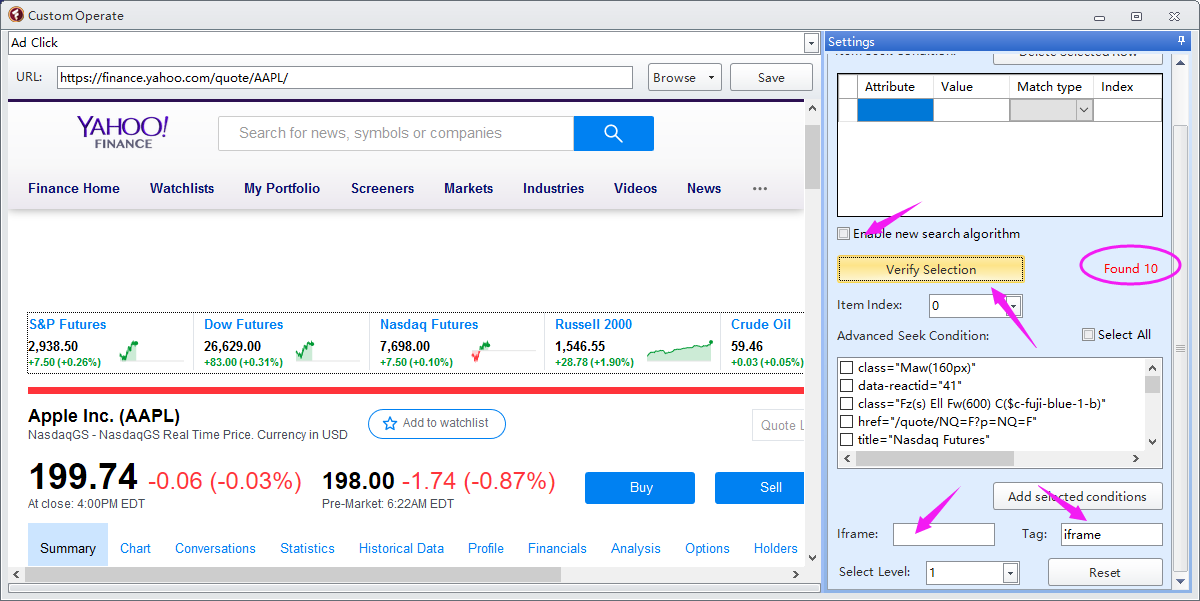 Custom Operate
Ad Click
URL: https://finance.yahoo.com/quote/AAPL/ Browse Save
YAHOO!
FINANCE
Search for news, symbols or companies
Finance Home Watchlists My Portfolio Screeners Markets Industries Videos News ...
S&P Futures Dow Futures Nasdaq Futures Russell 2000 Crude Oil
2,938.50 26,629.00 7,698.00 1,546.55 59.46
+7.50 (+0.26%) +83.00 (+0.31%) +7.50 (+0.10%) +28.78 (+1.90%) +0.03 (+0.05%)
Apple Inc. (AAPL)
NasdaqGS - NasdaqGS Real Time Price. Currency in USD
Add to watchlist
Quote L
199.74 -0.06 (-0.03%) 198.00 -1.74 (-0.87%)
At close: 4:00PM EDT Pre-Market: 6:22AM EDT
Buy Sell
Summary Chart Conversations Statistics Historical Data Profile Financials Analysis Options Holders
Settings
Item Seek Condition: Delete Selected Row
Attribute Value Match type Index
Enable new search algorithm
Verify Selection Found 10
Item Index: 0
Advanced Seek Condition: Select All
class="Maw(160px)"
data-reactid="41"
class="Fz(s) Ell Fw(600) C($c-fuji-blue-1-b)"
href="/quote/NQ=F?p=NQ=F"
title="Nasdaq Futures"
Add selected conditions
Iframe: Tag: iframe
Select Level: 1 Reset